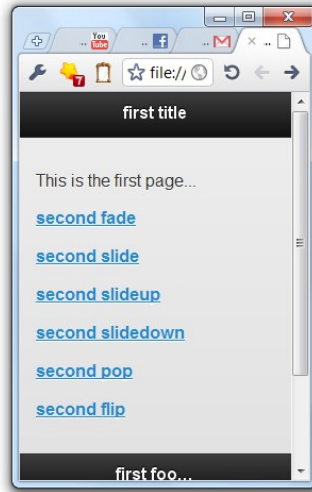 .. You Tube .. f .. M × ..
7 file://
first title
This is the first page...
second fade
second slide
second slideup
second slidedown
second pop
second flip
first foo...